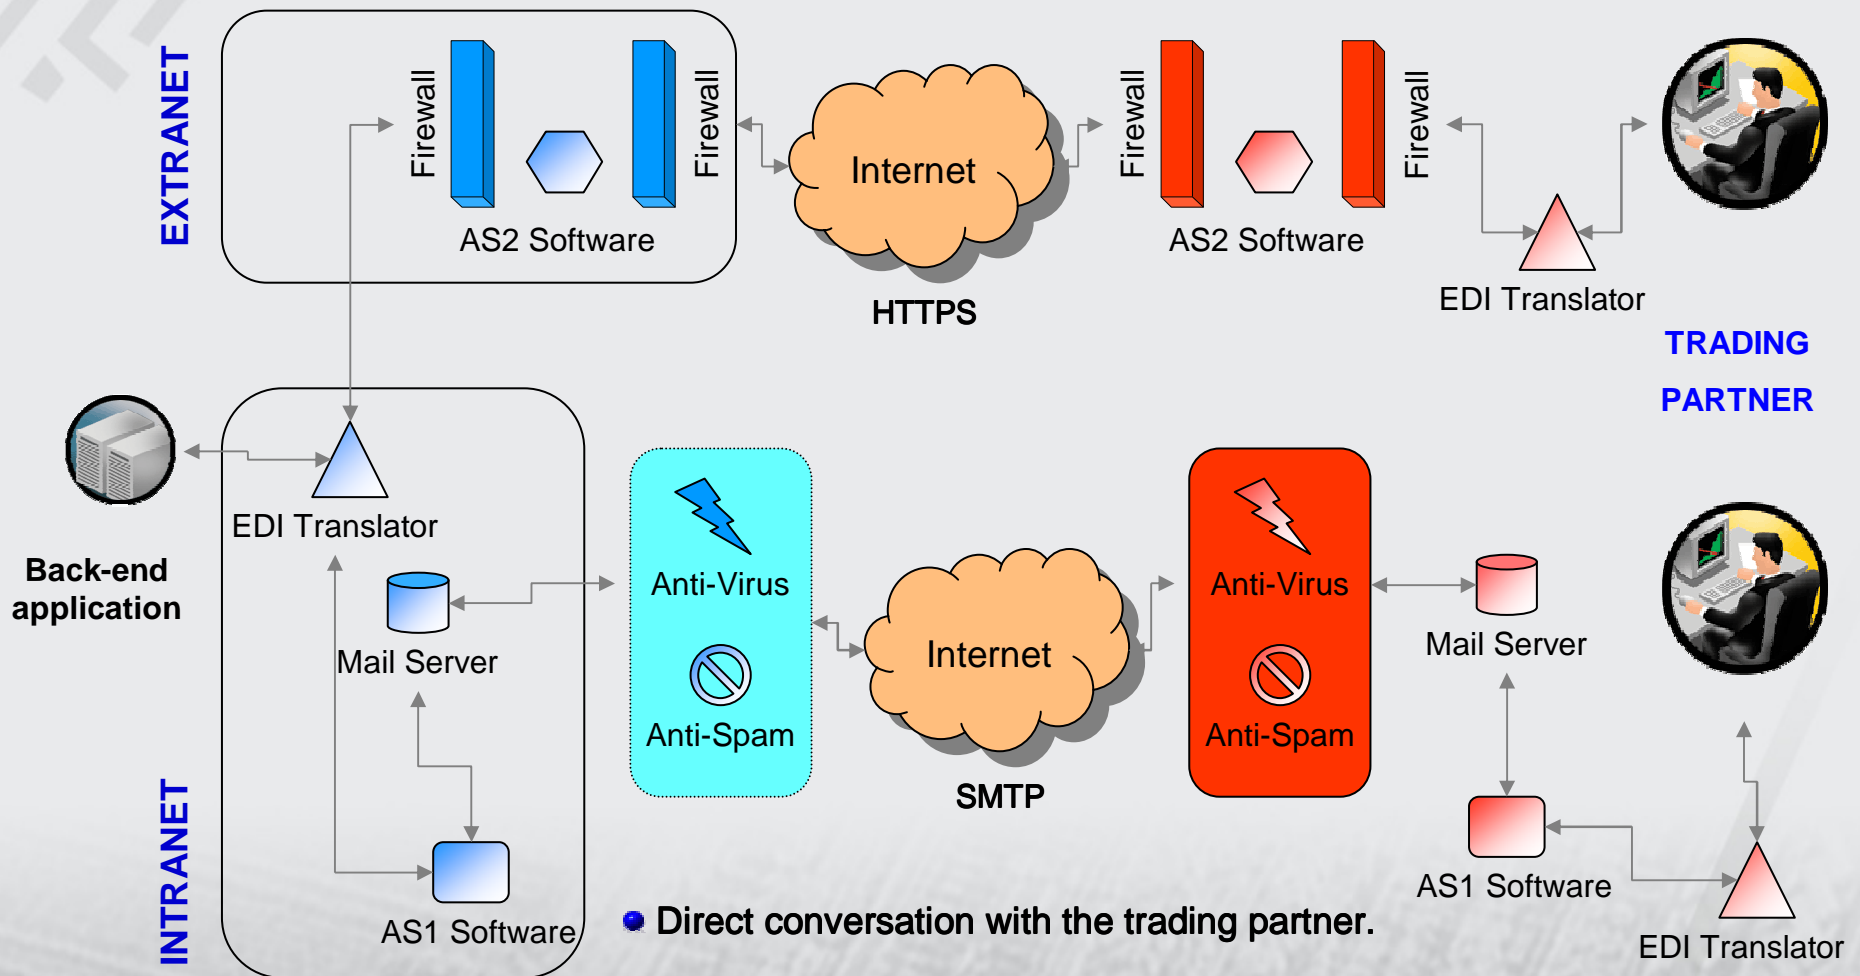 EXTRANET
Firewall
Firewall
AS2 Software
Internet
HTTPS
Firewall
Firewall
AS2 Software
EDI Translator
TRADING
PARTNER
Back-end
application
INTRANET
EDI Translator
Mail Server
AS1 Software
Anti-Virus
Anti-Spam
Internet
SMTP
Anti-Virus
Anti-Spam
Mail Server
AS1 Software
EDI Translator
Direct conversation with the trading partner.